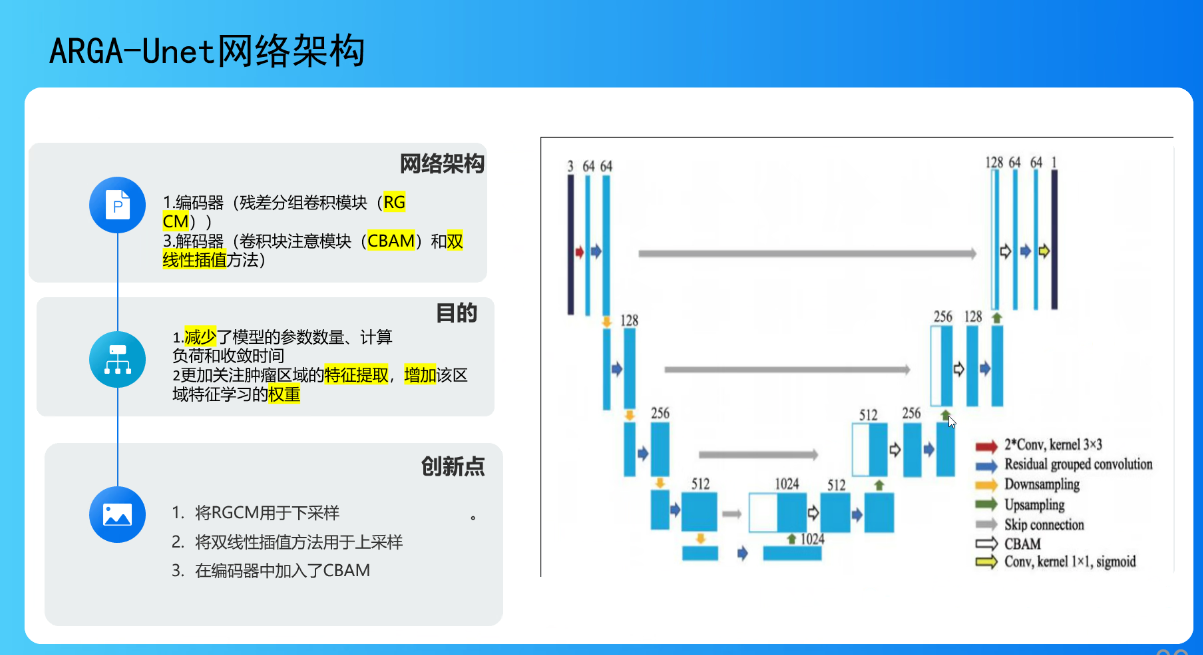 ARGA-Unet网络架构
网络架构
P
1.编码器（残差分组卷积模块（RG
CM））
3.解码器（卷积块注意模块（CBAM）和双
线性插值方法）
目的
1.减少了模型的参数数量、计算
负荷和收敛时间
2更加关注肿瘤区域的特征提取，增加该区
域特征学习的权重
创新点
1. 将RGCM用于下采样 。
2. 将双线性插值方法用于上采样
3. 在编码器中加入了CBAM
3 64 64
128 64 64 1
128
256 128
256
512 256
512
1024 512
1024
2*Conv, kernel 3×3
Residual grouped convolution
Downsampling
Upsampling
Skip connection
CBAM
Conv, kernel 1×1, sigmoid